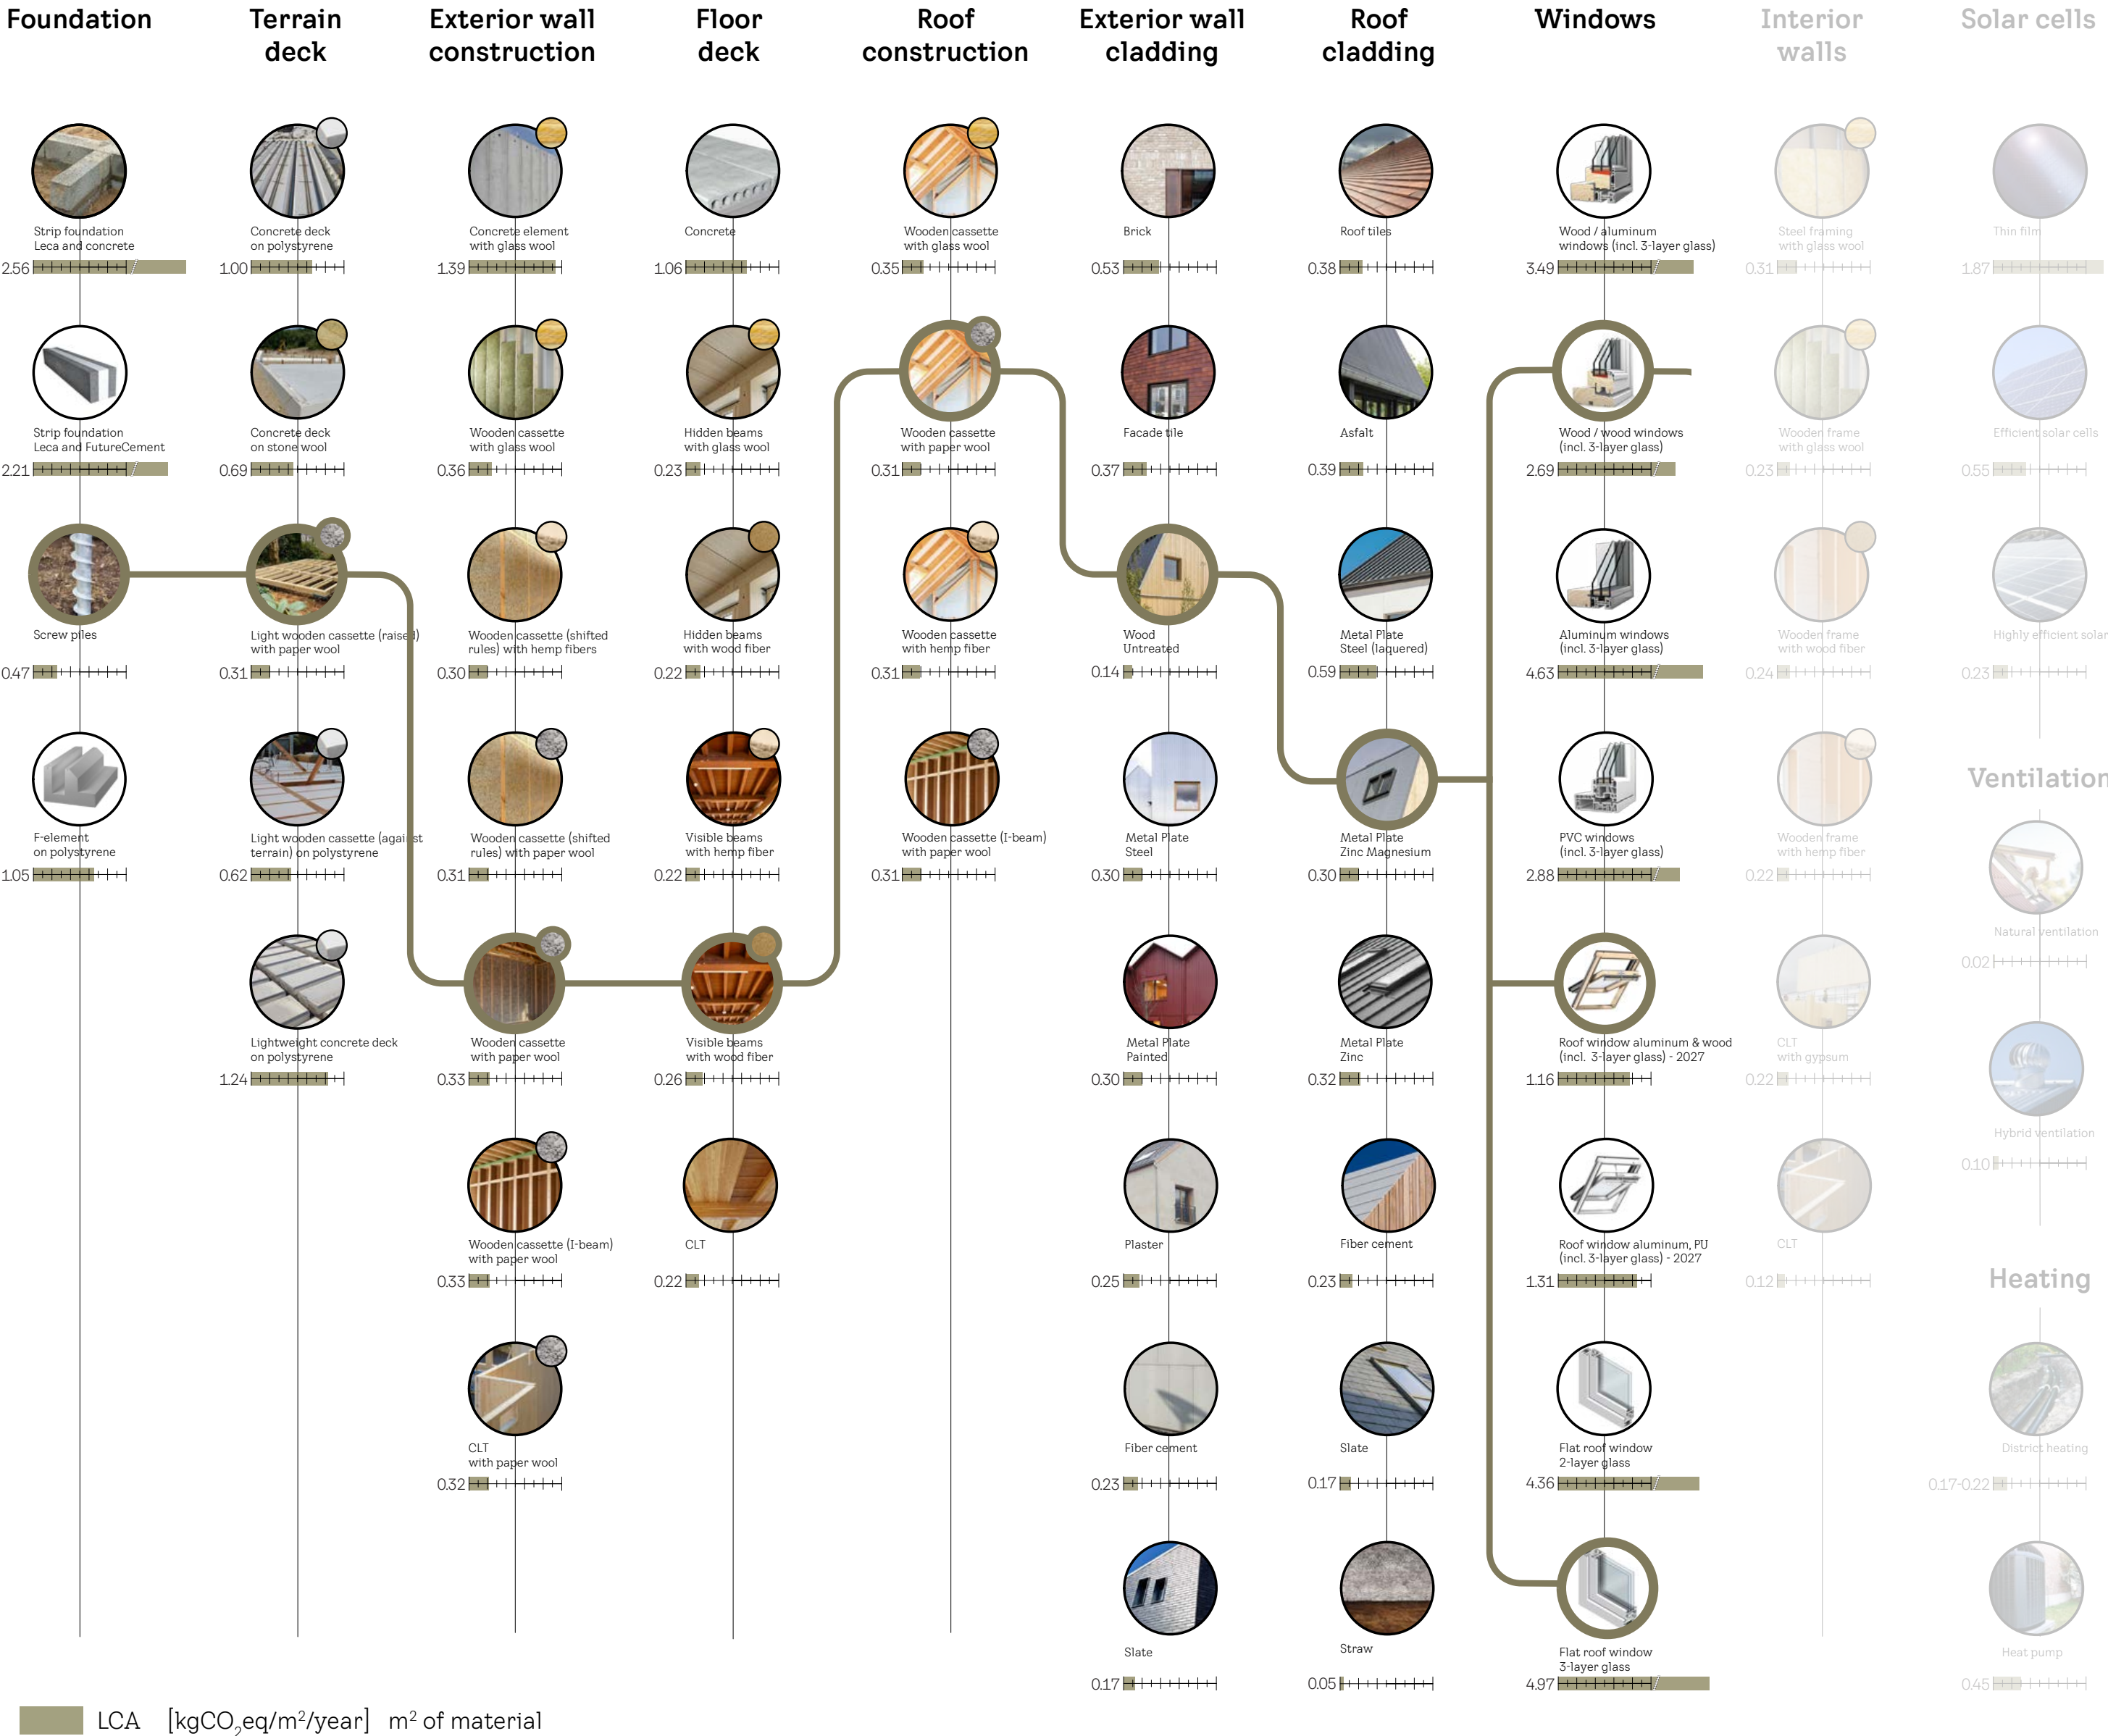 Foundation
Terrain
deck
Exterior wall
construction
Floor
deck
Roof
construction
Exterior wall
cladding
Roof
cladding
Windows
Interior
walls
Solar cells
Strip foundation
Leca and concrete
2.56
Strip foundation
Leca and FutureCement
2.21
Screw piles
0.47
F-element
on polystyrene
1.05
Concrete deck
on polystyrene
1.00
Concrete deck
on stone wool
0.69
Light wooden cassette (raised)
with paper wool
0.31
Light wooden cassette (against
terrain) on polystyrene
0.62
Lightweight concrete deck
on polystyrene
1.24
Concrete element
with glass wool
1.39
Wooden cassette
with glass wool
0.36
Wooden cassette (shifted
rules) with hemp fibers
0.30
Wooden cassette (shifted
rules) with paper wool
0.31
Wooden cassette
with paper wool
0.33
Wooden cassette (I-beam)
with paper wool
0.33
CLT
with paper wool
0.32
Concrete
1.06
Hidden beams
with glass wool
0.23
Hidden beams
with wood fiber
0.22
Visible beams
with hemp fiber
0.22
Visible beams
with wood fiber
0.26
CLT
0.22
Wooden cassette
with glass wool
0.35
Wooden cassette
with paper wool
0.31
Wooden cassette
with hemp fiber
0.31
Wooden cassette (I-beam)
with paper wool
0.31
Brick
0.53
Facade tile
0.37
Wood
Untreated
0.14
Metal Plate
Steel
0.30
Metal Plate
Painted
0.30
Plaster
0.25
Fiber cement
0.23
Slate
0.17
Roof tiles
0.38
Asfalt
0.39
Metal Plate
Steel (laquered)
0.59
Metal Plate
Zinc Magnesium
0.30
Metal Plate
Zinc
0.32
Fiber cement
0.23
Slate
0.17
Straw
0.05
Wood / aluminum
windows (incl. 3-layer glass)
3.49
Wood / wood windows
(incl. 3-layer glass)
2.69
Aluminum windows
(incl. 3-layer glass)
4.63
PVC windows
(incl. 3-layer glass)
2.88
Roof window aluminum & wood
(incl. 3-layer glass) - 2027
1.16
Roof window aluminum, PU
(incl. 3-layer glass) - 2027
1.31
Flat roof window
2-layer glass
4.36
Flat roof window
3-layer glass
4.97
Steel framing
with glass wool
0.31
Wooden frame
with glass wool
0.23
Wooden frame
with wood fiber
0.24
Wooden frame
with hemp fiber
0.22
CLT
with gypsum
0.22
CLT
0.12
Thin film
1.87
Efficient solar cells
0.55
Highly efficient solar
0.23
Ventilation
Natural ventilation
0.02
Hybrid ventilation
0.10
Heating
District heating
0.17-0.22
Heat pump
0.45
LCA [kgCO₂eq/m²/year] m² of material